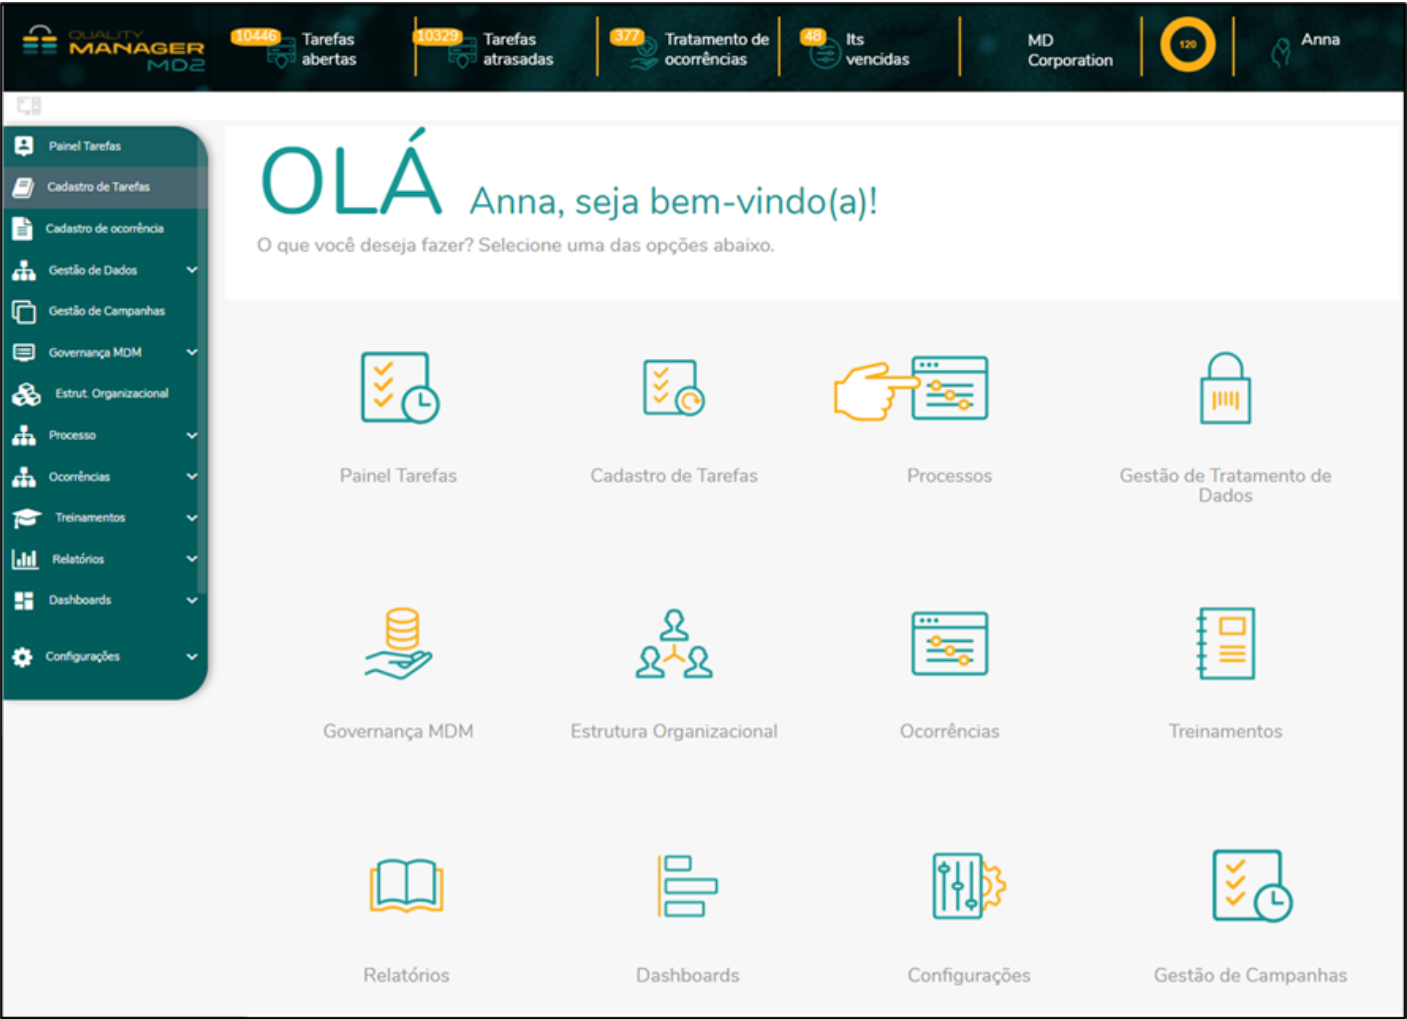 QUALITY
MANAGER
MD2
10446
Tarefas
abertas
10329
Tarefas
atrasadas
377
Tratamento de
ocorrências
48
Its
vencidas
MD
Corporation
120
Anna
Painel Tarefas
Cadastro de Tarefas
Cadastro de ocorrência
Gestão de Dados
Gestão de Campanhas
Governança MDM
Estrut. Organizacional
Processo
Ocorrências
Treinamentos
Relatórios
Dashboards
Configurações
OLÁ Anna, seja bem-vindo(a)!
O que você deseja fazer? Selecione uma das opções abaixo.
Painel Tarefas
Cadastro de Tarefas
Processos
Gestão de Tratamento de
Dados
Governança MDM
Estrutura Organizacional
Ocorrências
Treinamentos
Relatórios
Dashboards
Configurações
Gestão de Campanhas